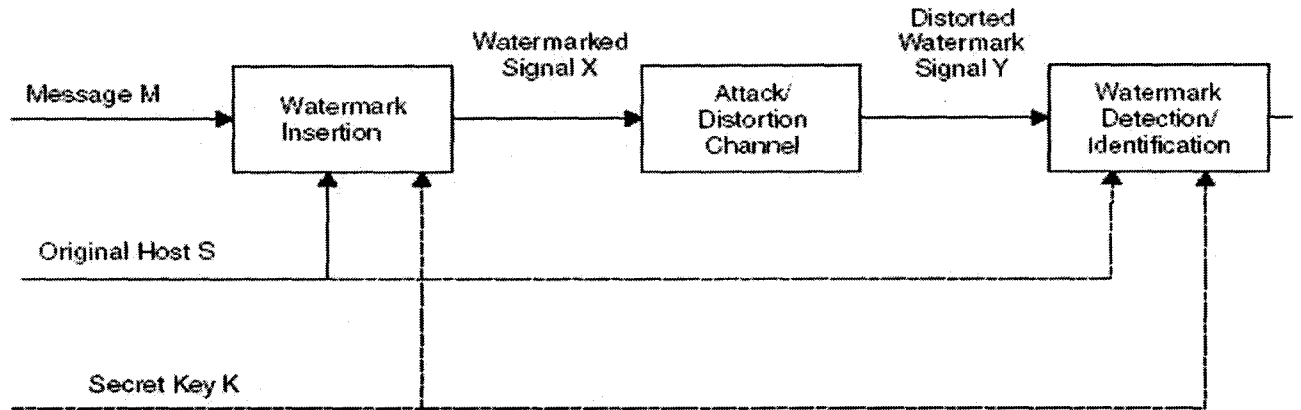 Message M
Watermark
Insertion
Watermarked
Signal X
Attack/
Distortion
Channel
Distorted
Watermark
Signal Y
Watermark
Detection/
Identification
Original Host S
Secret Key K